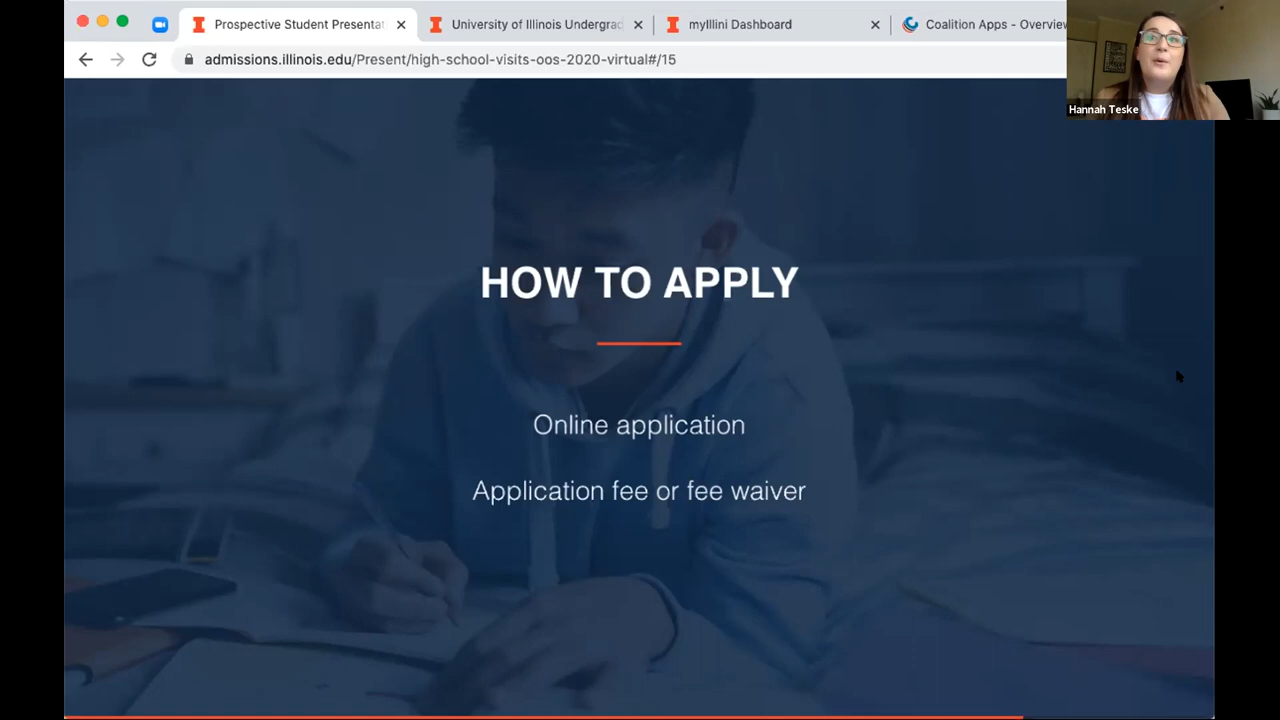 Prospective Student Presentat
University of Illinois Undergrad
myIllini Dashboard
Coalition Apps - Overview
admissions.illinois.edu/Present/high-school-visits-oos-2020-virtual#/15
Hannah Teske
HOW TO APPLY
Online application
Application fee or fee waiver